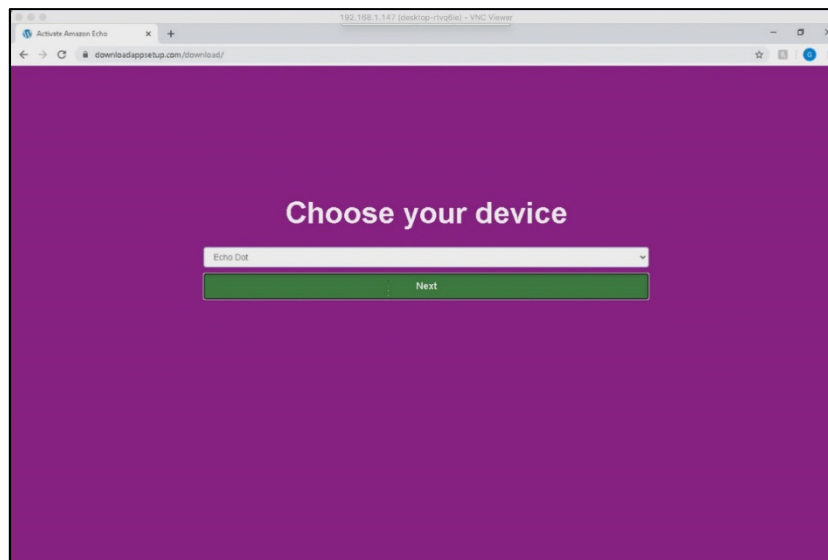 192.168.1.147 (desktop-rtvqtile) - VNC Viewer
Activate Amazon Echo
downloadappsetup.com/download/
G
Choose your device
Echo Dot
Next